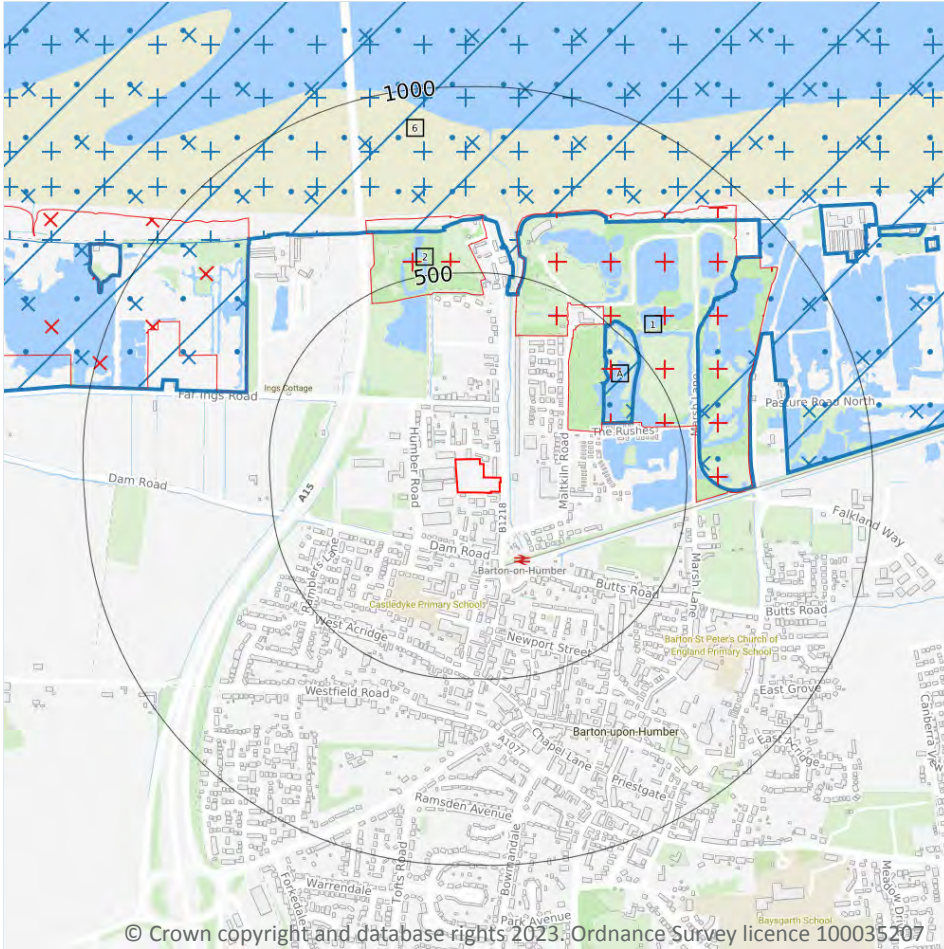 1000
6
2
500
1
A
Ings Cottage
Far Ings Road
Pasture Road North
Marsh Lane
The Rushes
Humber Road
Maltkiln Road
Dam Road
A15
B1218
Falkland Way
Dam Road
Barton-on-Humber
Ramblers Lane
Butts Road
Marsh Lane
Castledyke Primary Schools
Butts Road
West Acridge
Newport Street
Barton St Peter's Church of
England Primary School
Westfield Road
East Grove
Barton-upon-Humber
A1077
Chapel Lane
East Acridge
Priestgate
Ramsden Avenue
Tofts Road
Bowmandale
Forkedale
Warrendale
Park Avenue
Baysgarth School
© Crown copyright and database rights 2023. Ordnance Survey licence 100035207